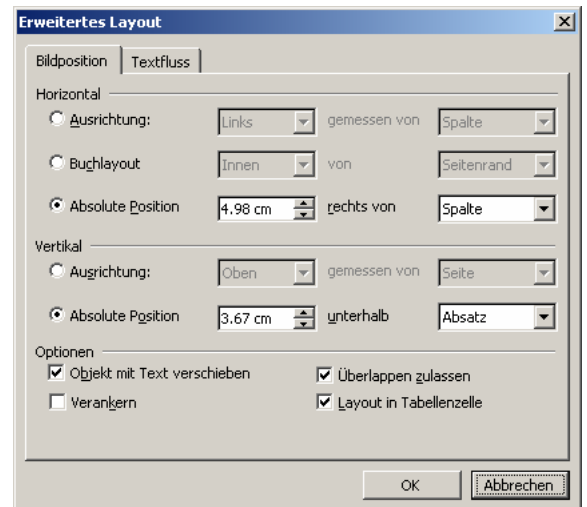 Erweitertes Layout
Bildposition Textfluss
Horizontal
Ausrichtung: Links gemessen von Spalte
Buchlayout Innen von Seitenrand
Absolute Position 4.98 cm rechts von Spalte
Vertikal
Ausrichtung: Oben gemessen von Seite
Absolute Position 3.67 cm unterhalb Absatz
Optionen
Objekt mit Text verschieben Überlappen zulassen
Verankern Layout in Tabellenzelle
OK Abbrechen